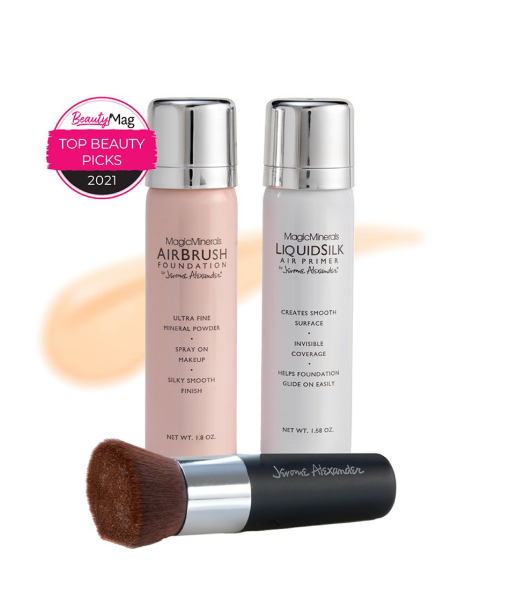 BeautyMag
TOP BEAUTY
PICKS
2021
MagicMinerals
AIRBRUSH
FOUNDATION
by Jerome Alexander®
ULTRA FINE
MINERAL POWDER
•
SPRAY ON
MAKEUP
•
SILKY SMOOTH
FINISH
NET WT. 1.8 OZ.
MagicMinerals
LIQUIDSILK
AIR PRIMER
by Jerome Alexander®
CREATES SMOOTH
SURFACE
•
INVISIBLE
COVERAGE
•
HELPS FOUNDATION
GLIDE ON EASILY
NET WT. 1.58 OZ.
Jerome Alexander